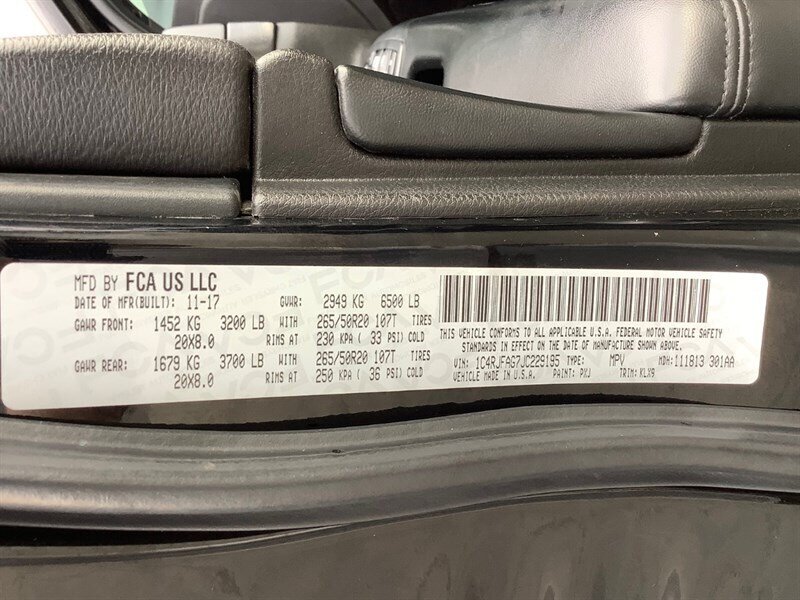 MFD BY FCA US LLC
DATE OF MFR(BUILT): 11-17 GVWR: 2949 KG 6500 LB
GAWR FRONT: 1452 KG 3200 LB WITH 265/50R20 107T TIRES
20X8.0 RIMS AT 230 KPA ( 33 PSI) COLD
GAWR REAR: 1679 KG 3700 LB WITH 265/50R20 107T TIRES
20X8.0 RIMS AT 250 KPA ( 36 PSI) COLD
THIS VEHICLE CONFORMS TO ALL APPLICABLE U.S.A. FEDERAL MOTOR VEHICLE SAFETY
STANDARDS IN EFFECT ON THE DATE OF MANUFACTURE SHOWN ABOVE.
VIN: 1C4RJFAG7JC229195 TYPE: MPV MDH: 111813 301AA
VEHICLE MADE IN U.S.A. PAINT: PXJ TRIM: KLX9